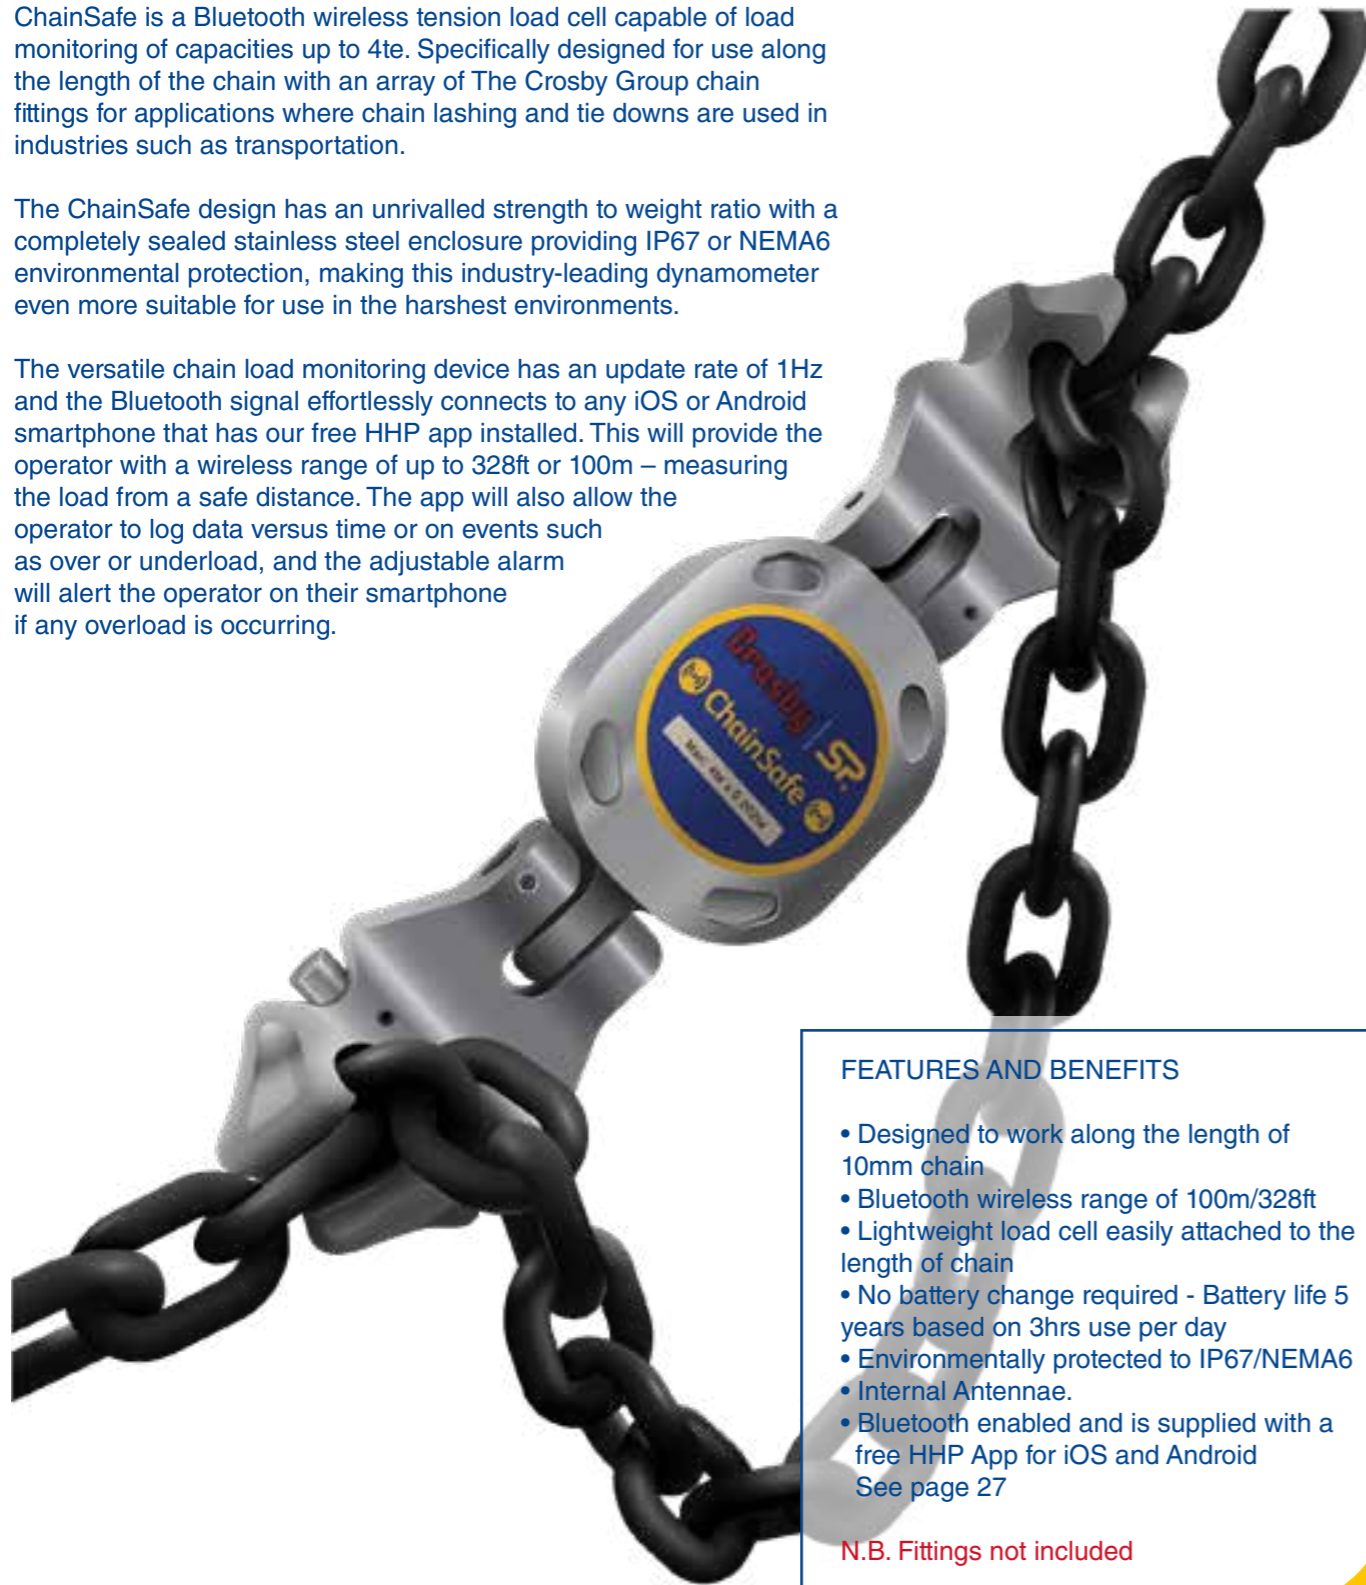 ChainSafe is a Bluetooth wireless tension load cell capable of load
monitoring of capacities up to 4te. Specifically designed for use along
the length of the chain with an array of The Crosby Group chain
fittings for applications where chain lashing and tie downs are used in
industries such as transportation.
The ChainSafe design has an unrivalled strength to weight ratio with a
completely sealed stainless steel enclosure providing IP67 or NEMA6
environmental protection, making this industry-leading dynamometer
even more suitable for use in the harshest environments.
The versatile chain load monitoring device has an update rate of 1Hz
and the Bluetooth signal effortlessly connects to any iOS or Android
smartphone that has our free HHP app installed. This will provide the
operator with a wireless range of up to 328ft or 100m – measuring
the load from a safe distance. The app will also allow the
operator to log data versus time or on events such
as over or underload, and the adjustable alarm
will alert the operator on their smartphone
if any overload is occurring.
Crosby | SP
ChainSafe
FEATURES AND BENEFITS
• Designed to work along the length of
10mm chain
• Bluetooth wireless range of 100m/328ft
• Lightweight load cell easily attached to the
length of chain
• No battery change required - Battery life 5
years based on 3hrs use per day
• Environmentally protected to IP67/NEMA6
• Internal Antennae.
• Bluetooth enabled and is supplied with a
free HHP App for iOS and Android
See page 27
N.B. Fittings not included